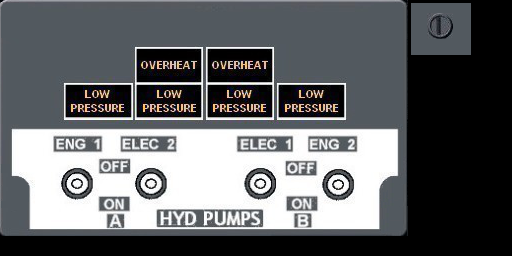 OVERHEAT OVERHEAT
LOW PRESSURE LOW PRESSURE LOW PRESSURE LOW PRESSURE
ENG 1 ELEC 2 ELEC 1 ENG 2
OFF OFF
ON ON
A HYD PUMPS B